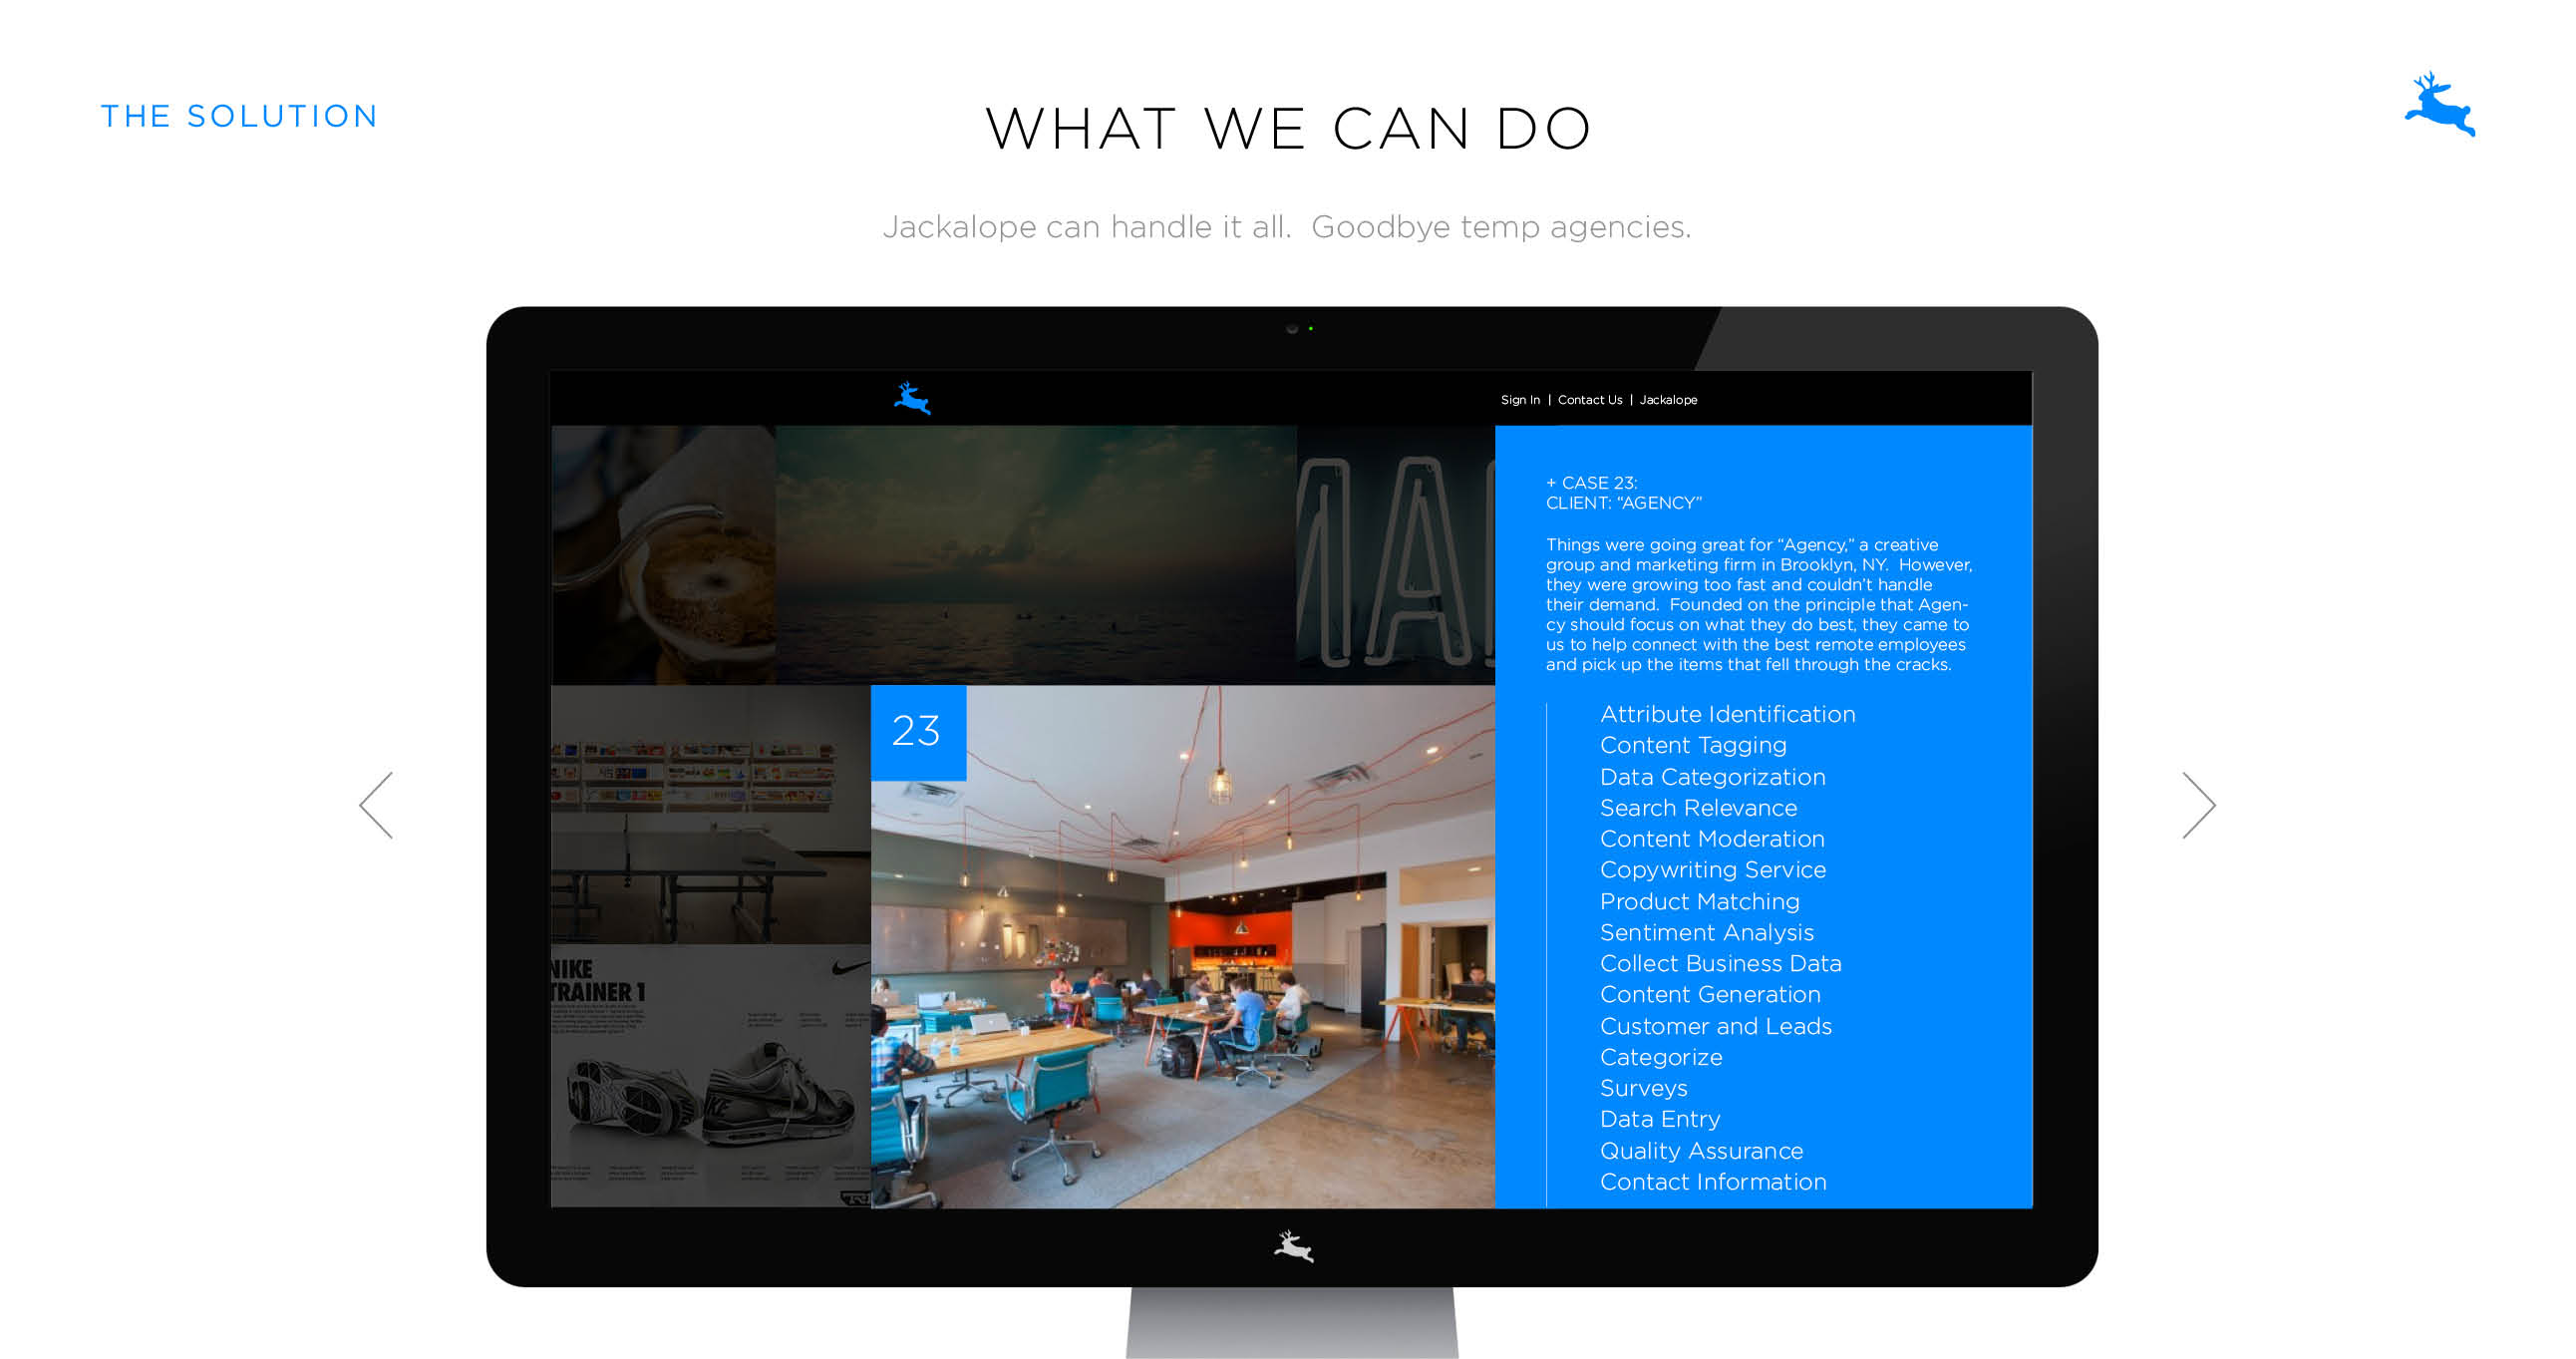 THE SOLUTION
WHAT WE CAN DO
Jackalope can handle it all.  Goodbye temp agencies.
Sign In | Contact Us | Jackalope
+ CASE 23:
CLIENT: “AGENCY”
Things were going great for “Agency,” a creative
group and marketing firm in Brooklyn, NY.  However,
they were growing too fast and couldn’t handle
their demand.  Founded on the principle that Agen-
cy should focus on what they do best, they came to
us to help connect with the best remote employees
and pick up the items that fell through the cracks.
23
Attribute Identification
Content Tagging
Data Categorization
Search Relevance
Content Moderation
Copywriting Service
Product Matching
Sentiment Analysis
Collect Business Data
Content Generation
Customer and Leads
Categorize
Surveys
Data Entry
Quality Assurance
Contact Information
NIKE
TRAINER 1